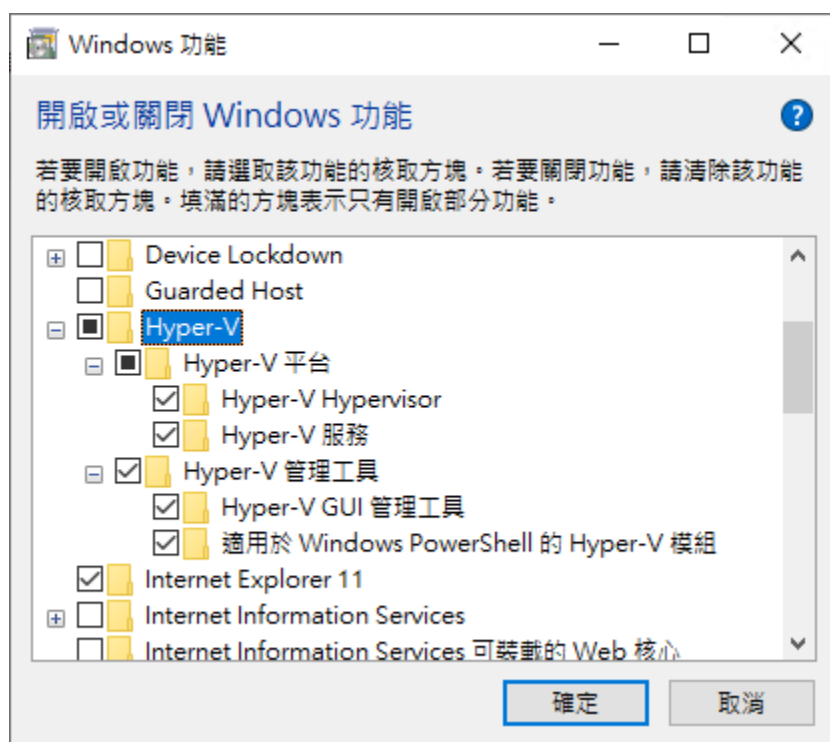 Windows 功能
開啟或關閉 Windows 功能
若要開啟功能，請選取該功能的核取方塊。若要關閉功能，請清除該功能
的核取方塊。填滿的方塊表示只有開啟部分功能。
Device Lockdown
Guarded Host
Hyper-V
Hyper-V 平台
Hyper-V Hypervisor
Hyper-V 服務
Hyper-V 管理工具
Hyper-V GUI 管理工具
適用於 Windows PowerShell 的 Hyper-V 模組
Internet Explorer 11
Internet Information Services
Internet Information Services 可裝載的 Web 核心
確定
取消